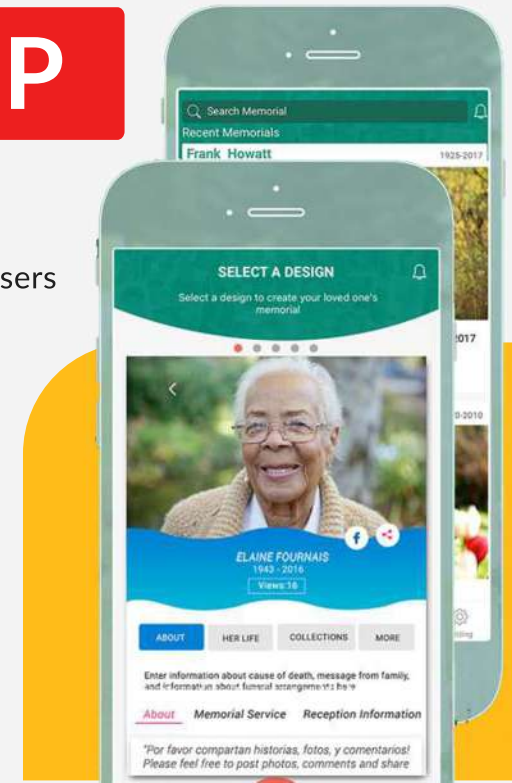 P
sers
Search Memorial
Recent Memorials
Frank Howatt
1925-2017
SELECT A DESIGN
Select a design to create your loved one's
memorial
2017
0-2010
f
ELAINE FOURNAIS
1943 - 2016
Views:16
ABOUT
HER LIFE
COLLECTIONS
MORE
Enter information about cause of death, message from family,
and information about funeral arrangements here
About
Memorial Service
Reception Information
"Por favor compartan historias, fotos, y comentarios!
Please feel free to post photos, comments and share